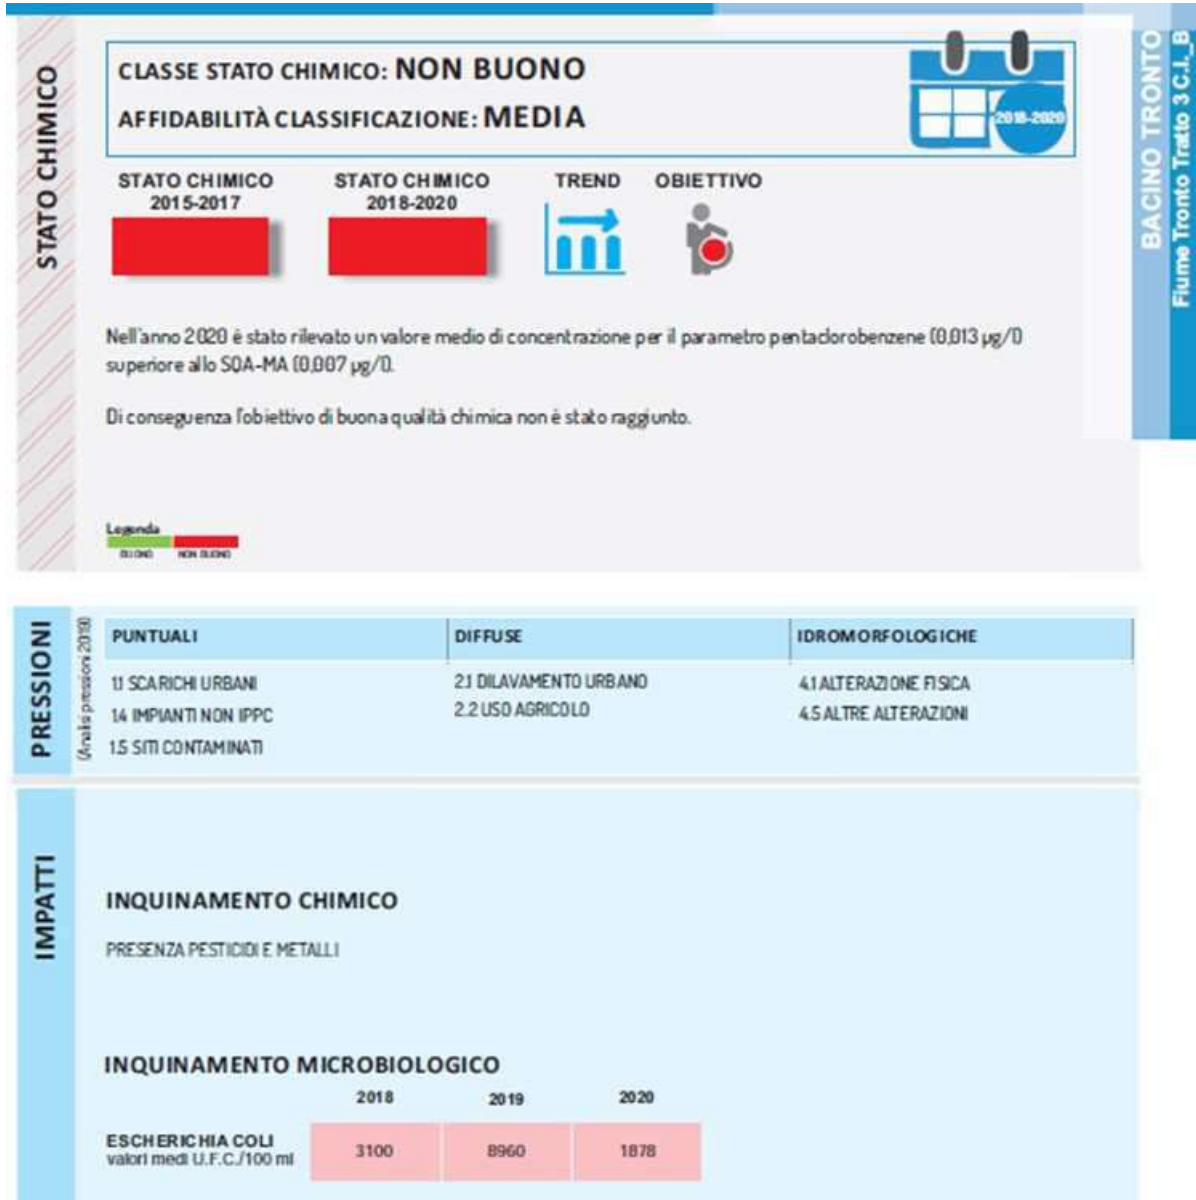 STATO CHIMICO
CLASSE STATO CHIMICO: NON BUONO
AFFIDABILITÀ CLASSIFICAZIONE: MEDIA
2018-2020
BACINO TRONTO
Fiume Tronto Tratto 3 C.I._B
STATO CHIMICO
2015-2017
STATO CHIMICO
2018-2020
TREND
OBIETTIVO
Nell'anno 2020 è stato rilevato un valore medio di concentrazione per il parametro pentaclorobenzene (0,013 µg/l)
superiore allo SQA-MA (0,007 µg/l).
Di conseguenza l'obiettivo di buona qualità chimica non è stato raggiunto.
Legenda
BUONO
NON BUONO
PRESSIONI
(Analisi pressioni 2019)
PUNTUALI
DIFFUSE
IDROMORFOLOGICHE
1.1 SCARICHI URBANI
2.1 DILAVAMENTO URBANO
4.1 ALTERAZIONE FISICA
1.4 IMPIANTI NON IPPC
2.2 USO AGRICOLO
4.5 ALTRE ALTERAZIONI
1.5 SITI CONTAMINATI
IMPATTI
INQUINAMENTO CHIMICO
PRESENZA PESTICIDI E METALLI
INQUINAMENTO MICROBIOLOGICO
2018
2019
2020
ESCHERICHIA COLI
valori medi U.F.C./100 ml
3100
8960
1878